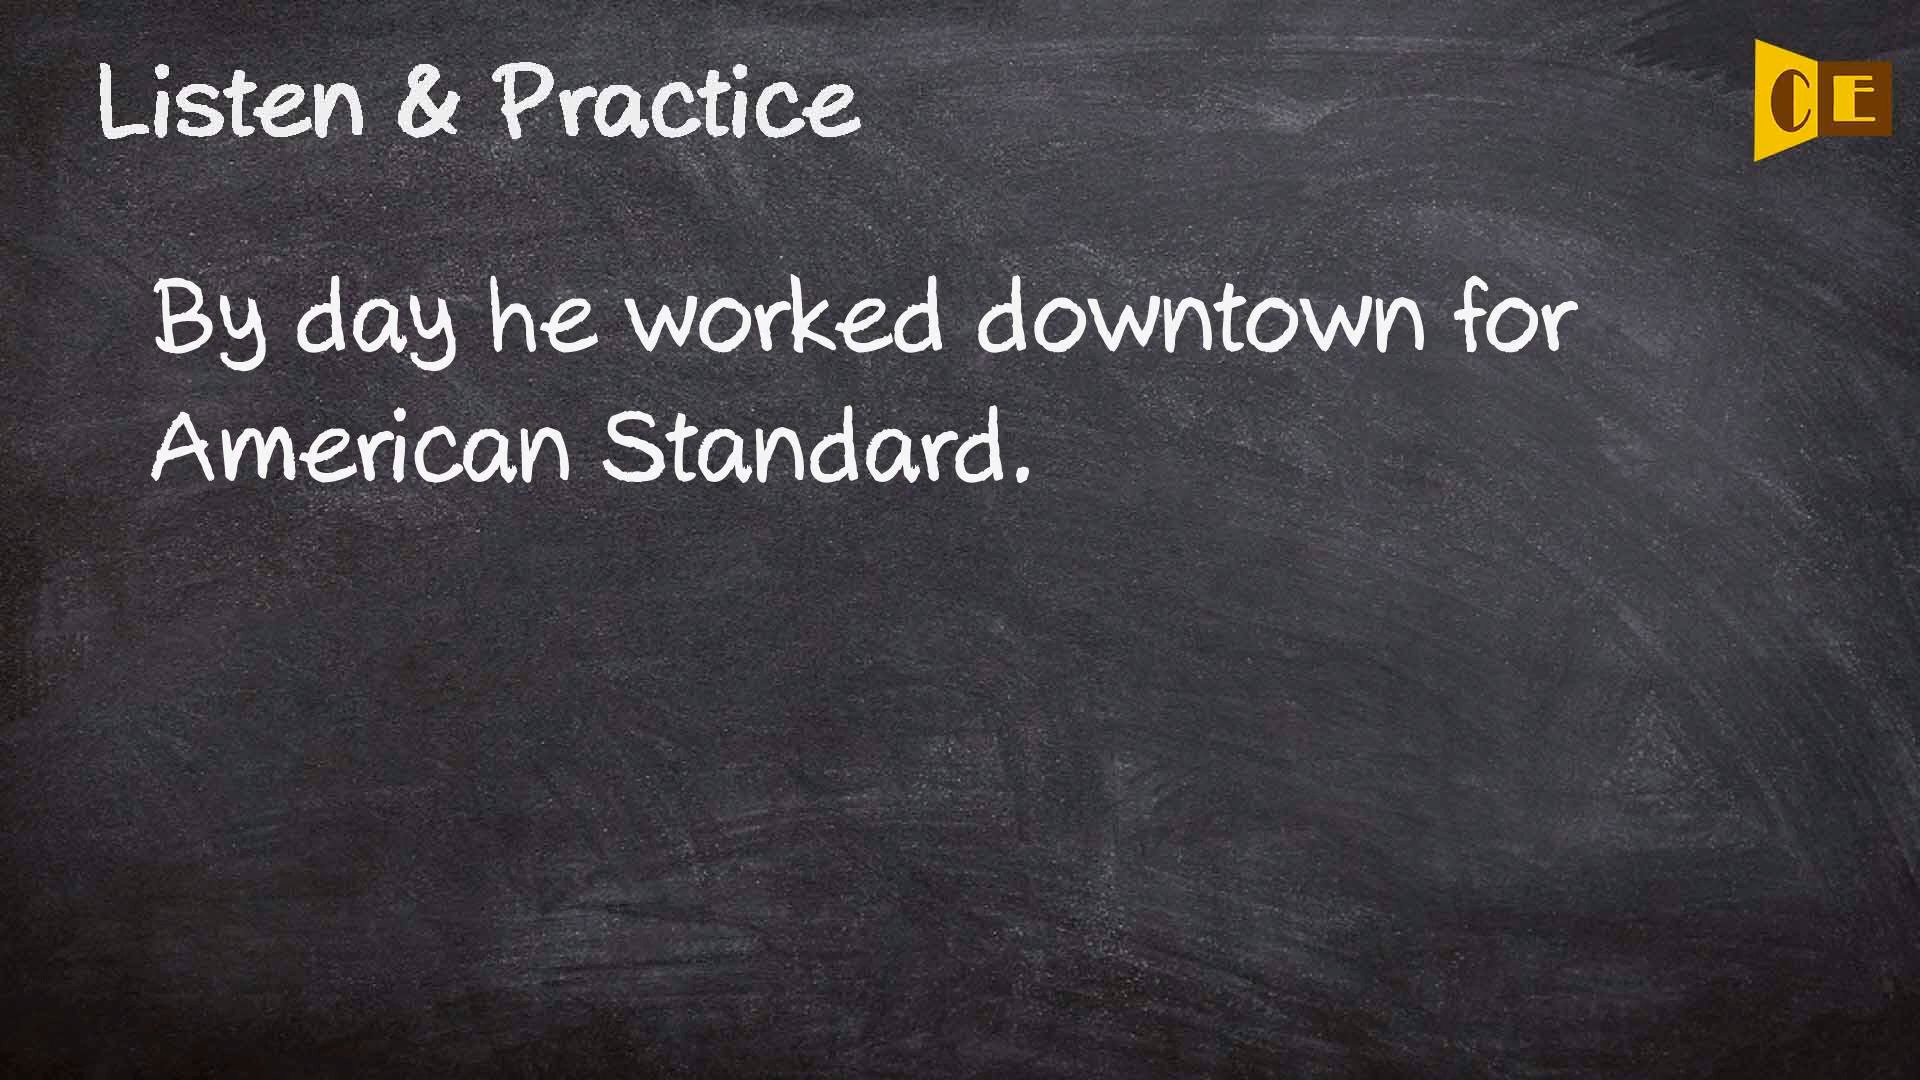 Listen & Practice
CE
By day he worked downtown for
American Standard.